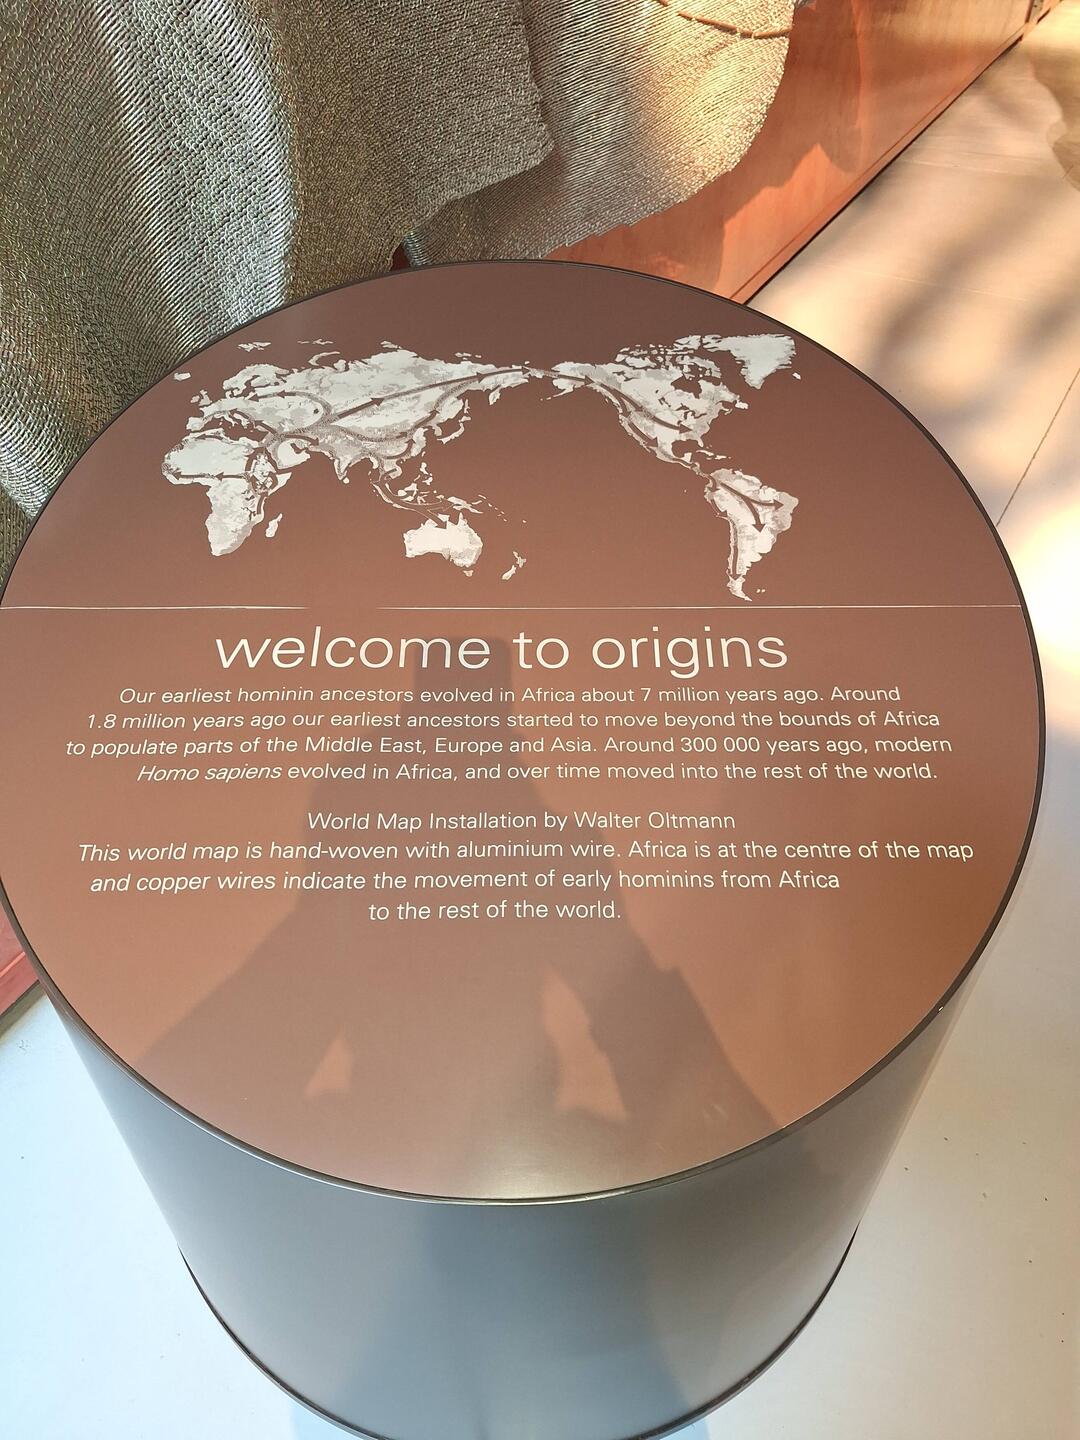 welcome to origins
Our earliest hominin ancestors evolved in Africa about 7 million years ago. Around
1.8 million years ago our earliest ancestors started to move beyond the bounds of Africa
to populate parts of the Middle East, Europe and Asia. Around 300 000 years ago, modern
Homo sapiens evolved in Africa, and over time moved into the rest of the world.
World Map Installation by Walter Oltmann
This world map is hand-woven with aluminium wire. Africa is at the centre of the map
and copper wires indicate the movement of early hominins from Africa
to the rest of the world.